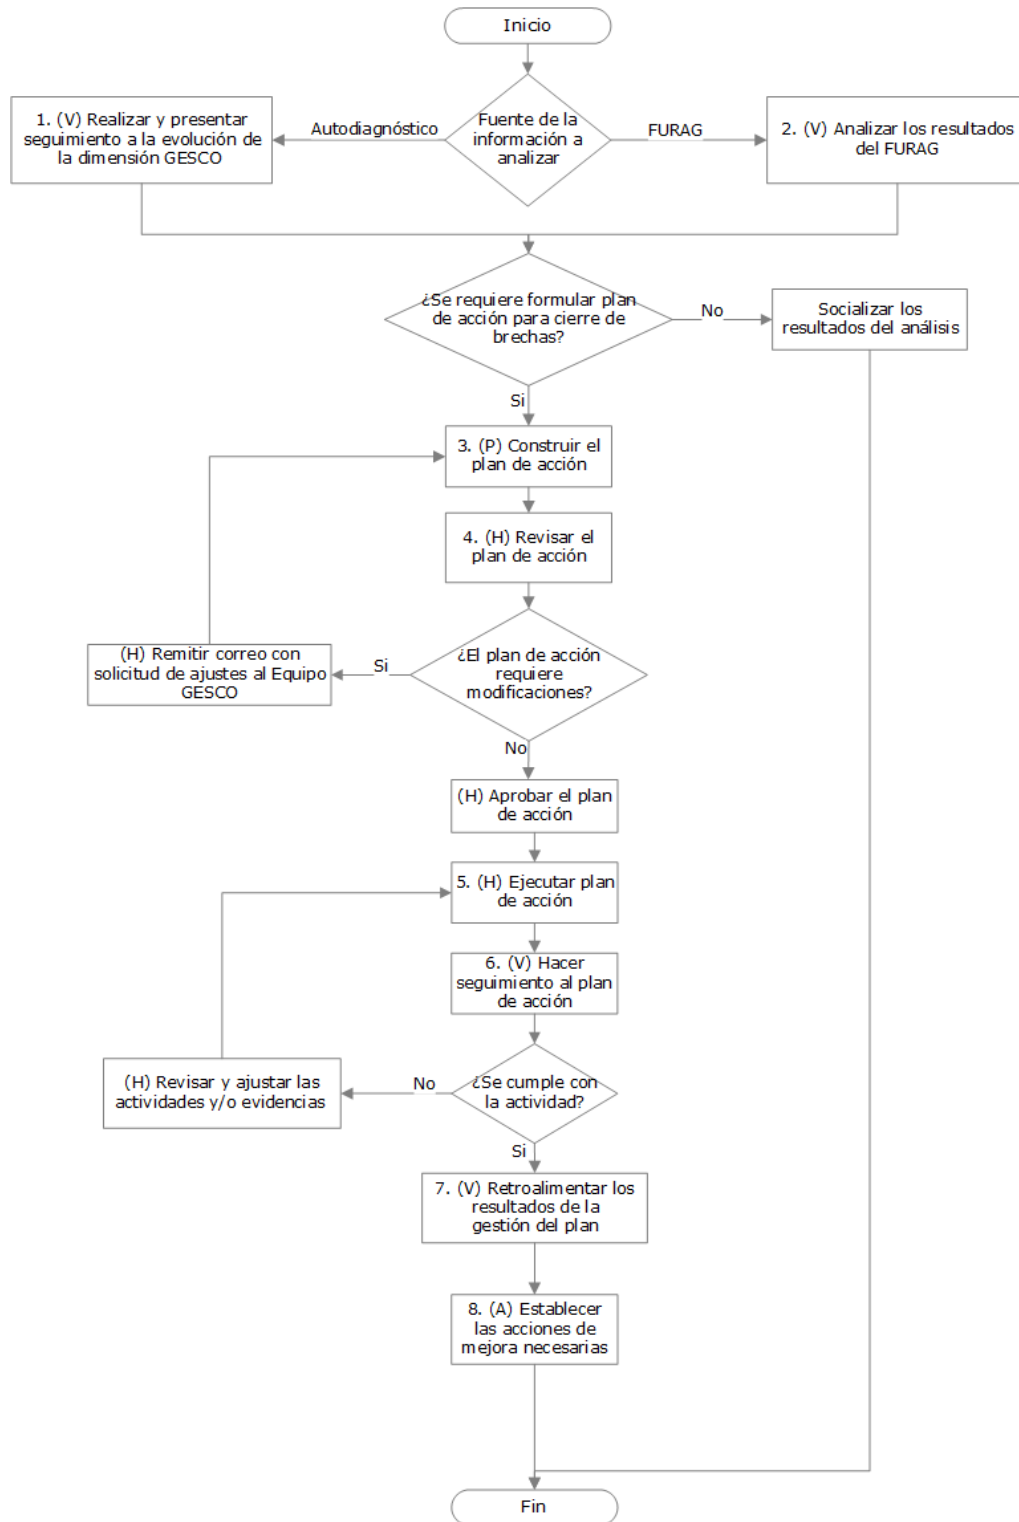 Inicio
Fuente de la
información a
analizar
Autodiagnóstico
FURAG
1. (V) Realizar y presentar
seguimiento a la evolución de
la dimensión GESCO
2. (V) Analizar los resultados
del FURAG
¿Se requiere formular plan
de acción para cierre de
brechas?
No
Socializar los
resultados del análisis
Si
3. (P) Construir el
plan de acción
4. (H) Revisar el
plan de acción
¿El plan de acción
requiere
modificaciones?
Si
(H) Remitir correo con
solicitud de ajustes al Equipo
GESCO
No
(H) Aprobar el plan
de acción
5. (H) Ejecutar plan
de acción
6. (V) Hacer
seguimiento al plan
de acción
¿Se cumple con
la actividad?
No
(H) Revisar y ajustar las
actividades y/o evidencias
Si
7. (V) Retroalimentar los
resultados de la
gestión del plan
8. (A) Establecer
las acciones de
mejora necesarias
Fin